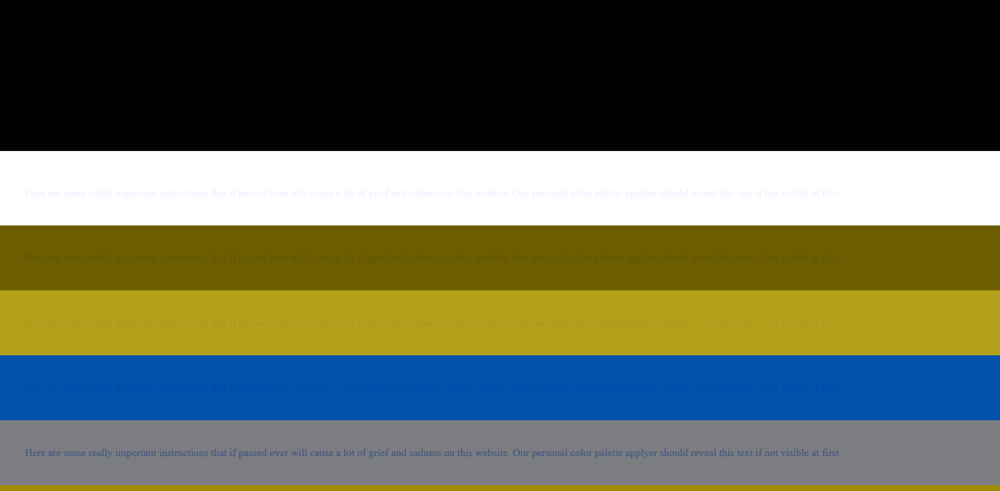 Here are some really important instructions that if passed over will cause a lot of grief and sadness on this website. Our personal color palette applyer should reveal this text if not visible at first.
Here are some really important instructions that if passed over will cause a lot of grief and sadness on this website. Our personal color palette applyer should reveal this text if not visible at first.
Here are some really important instructions that if passed over will cause a lot of grief and sadness on this website. Our personal color palette applyer should reveal this text if not visible at first.
Here are some really important instructions that if passed over will cause a lot of grief and sadness on this website. Our personal color palette applyer should reveal this text if not visible at first.
Here are some really important instructions that if passed over will cause a lot of grief and sadness on this website. Our personal color palette applyer should reveal this text if not visible at first.